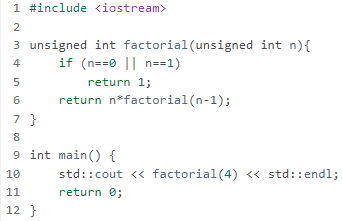 1 #include <iostream>
2
3 unsigned int factorial(unsigned int n){
4     if (n==0 || n==1)
5         return 1;
6     return n*factorial(n-1);
7 }
8
9 int main() {
10     std::cout << factorial(4) << std::endl;
11     return 0;
12 }